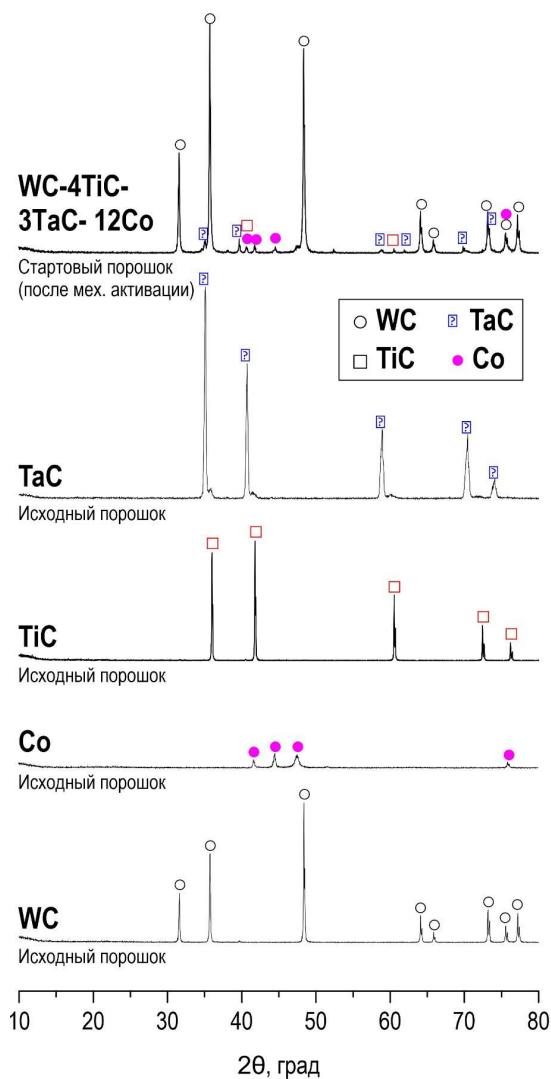 WC-4TiC-
3TaC- 12Co
Стартовый порошок
(после мех. активации)
WC
TaC
TiC
Co
TaC
Исходный порошок
TiC
Исходный порошок
Co
Исходный порошок
WC
Исходный порошок
10 20 30 40 50 60 70 80
2θ, град